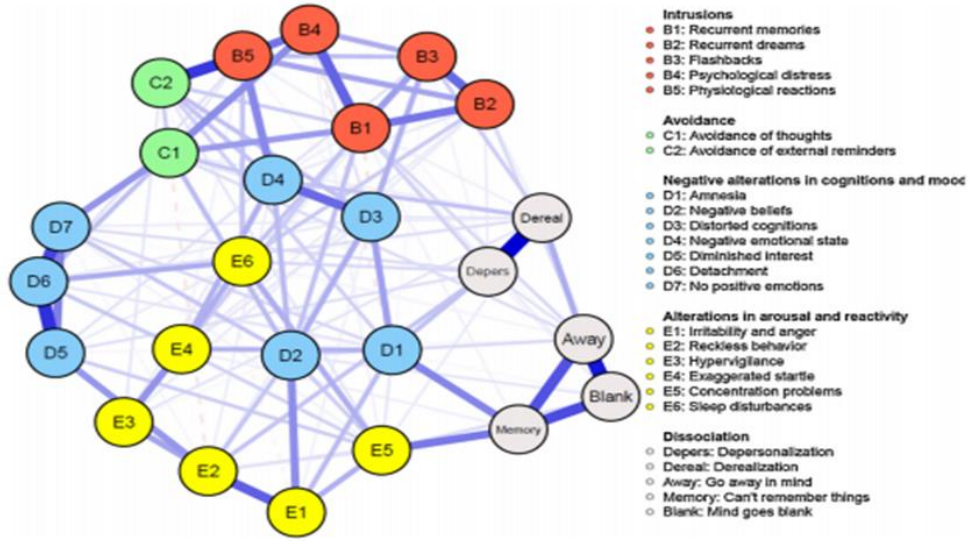 B4
B5
B3
C2
B2
B1
C1
D4
D3
Dereal
D7
E6
Depers
D6
D5
E4
D2
D1
Away
Blank
E3
Memory
E5
E2
E1
Intrusions
B1: Recurrent memories
B2: Recurrent dreams
B3: Flashbacks
B4: Psychological distress
B5: Physiological reactions
Avoidance
C1: Avoidance of thoughts
C2: Avoidance of external reminders
Negative alterations in cognitions and mood
D1: Amnesia
D2: Negative beliefs
D3: Distorted cognitions
D4: Negative emotional state
D5: Diminished interest
D6: Detachment
D7: No positive emotions
Alterations in arousal and reactivity
E1: Irritability and anger
E2: Reckless behavior
E3: Hypervigilance
E4: Exaggerated startle
E5: Concentration problems
E6: Sleep disturbances
Dissociation
Depers: Depersonalization
Dereal: Derealization
Away: Go away in mind
Memory: Can't remember things
Blank: Mind goes blank